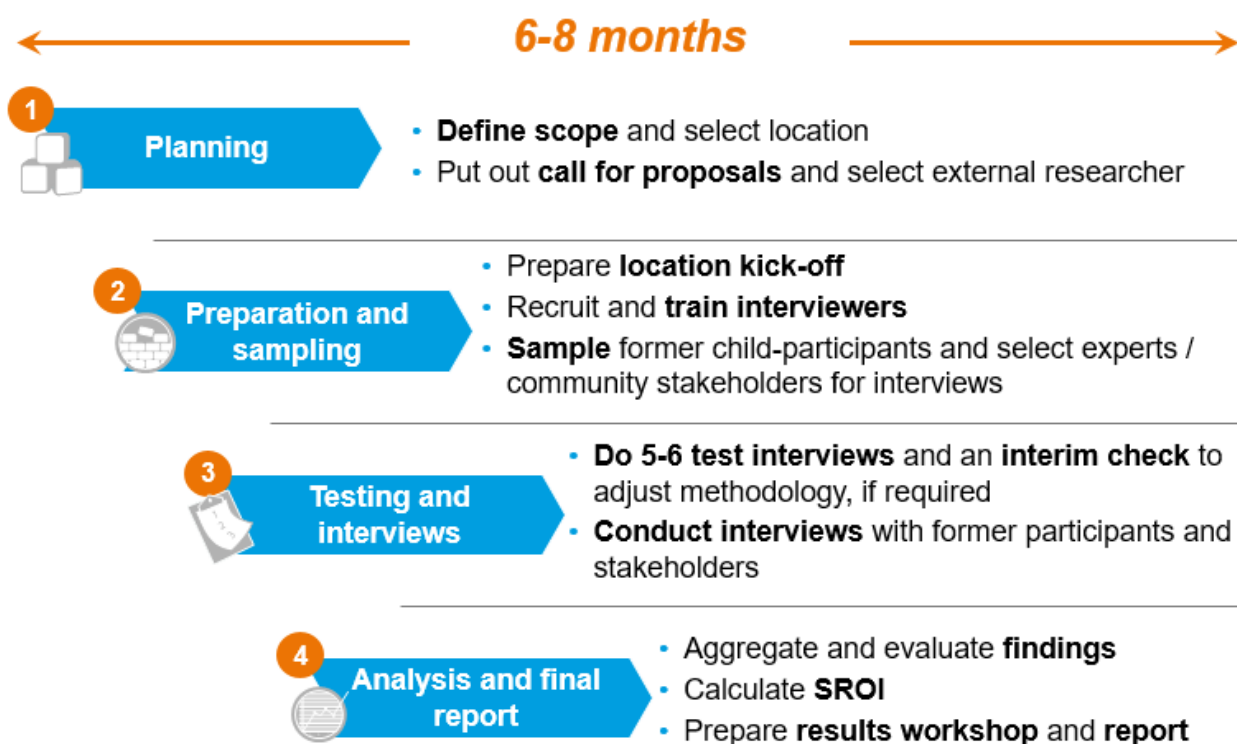 6-8 months
1
Planning
• Define scope and select location
• Put out call for proposals and select external researcher
2
Preparation and
sampling
• Prepare location kick-off
• Recruit and train interviewers
• Sample former child-participants and select experts /
community stakeholders for interviews
3
Testing and
interviews
• Do 5-6 test interviews and an interim check to
adjust methodology, if required
• Conduct interviews with former participants and
stakeholders
4
Analysis and final
report
• Aggregate and evaluate findings
• Calculate SROI
• Prepare results workshop and report